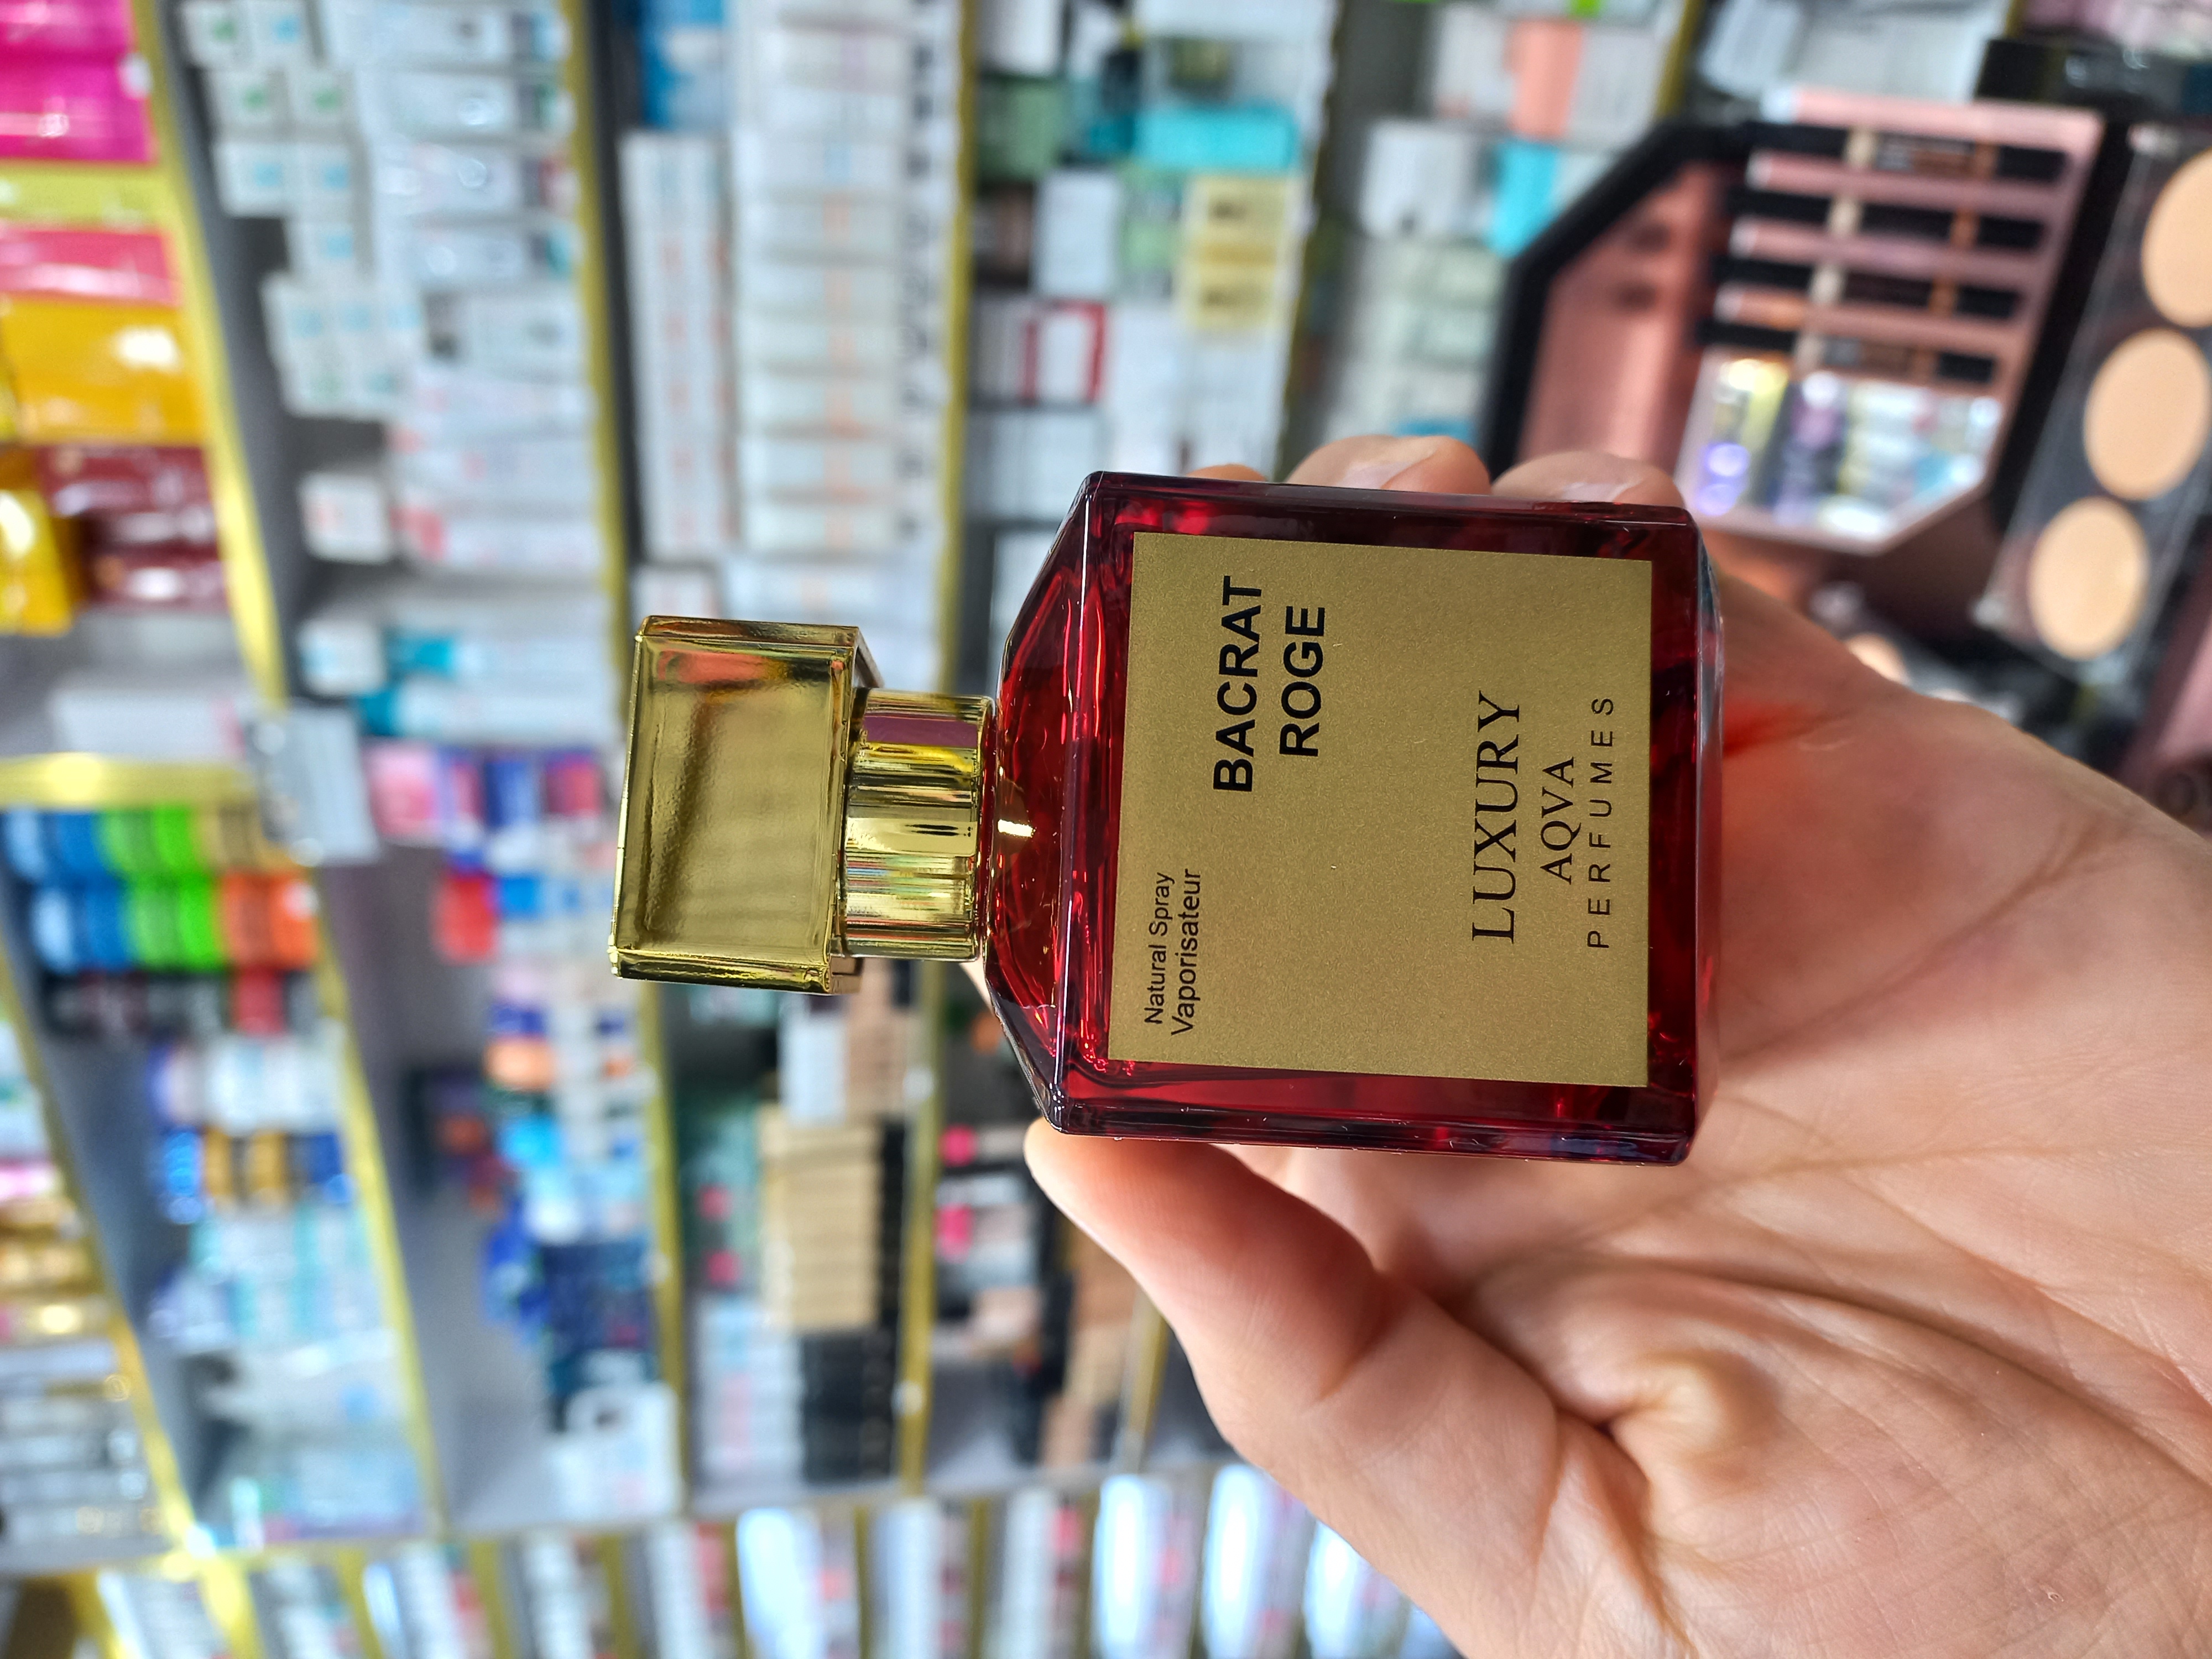 Natural Spray
Vaporisateur
BACRAT
ROGE
LUXURY
AQVA
PERFUMES